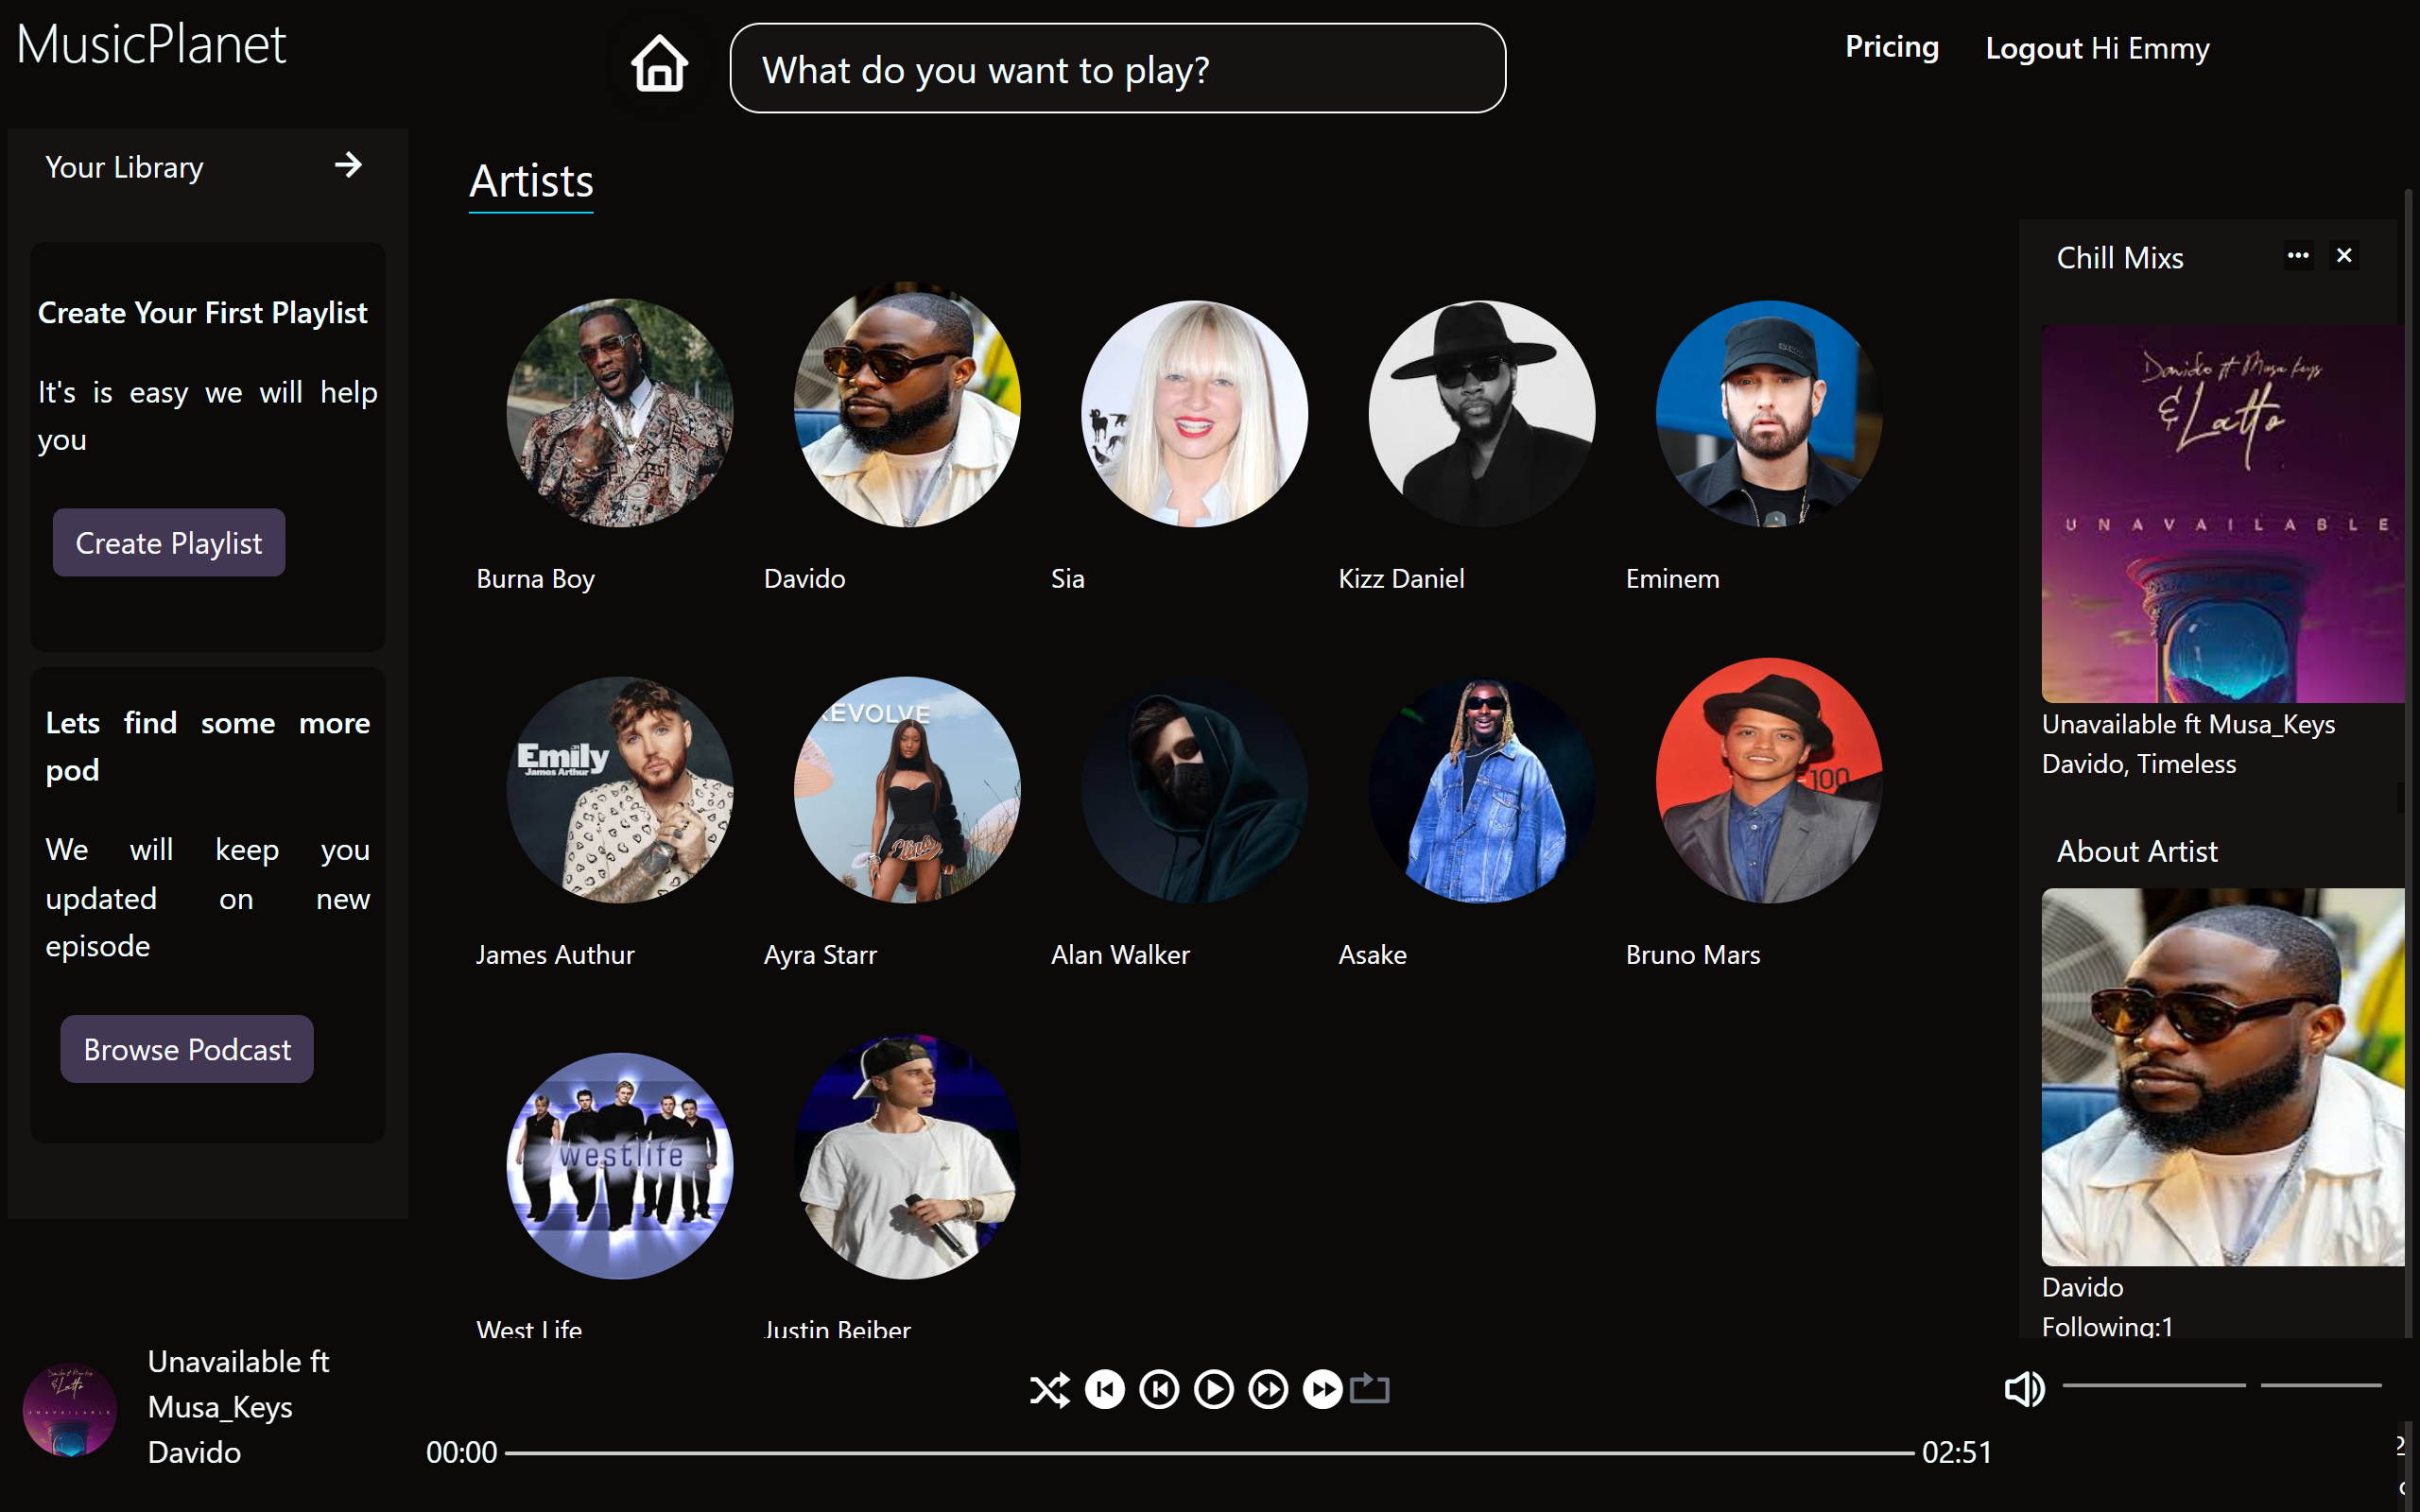 MusicPlanet
What do you want to play?
Pricing
Logout Hi Emmy
Your Library
Create Your First Playlist
It's is easy we will help
you
Create Playlist
Lets find some more
pod
We will keep you
updated on new
episode
Browse Podcast
Artists
Burna Boy
Davido
Sia
Kizz Daniel
Eminem
Emily
James Arthur
REVOLVE
100
James Authur
Ayra Starr
Alan Walker
Asake
Bruno Mars
westlife
West Life
Justin Beiber
Chill Mixs
Davido ft Musa keys
& Latto
UNAVAILABLE
Unavailable ft Musa_Keys
Davido, Timeless
About Artist
Davido
Following:1
Unavailable ft
Musa_Keys
Davido
00:00
02:51